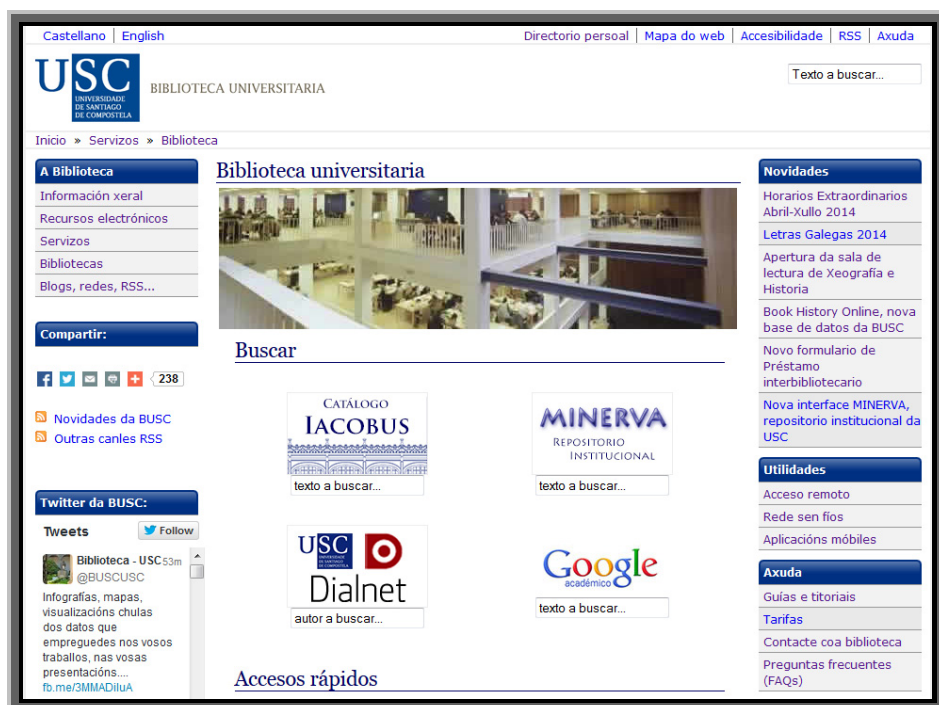 Castellano | English
Directorio persoal | Mapa do web | Accesibilidade | RSS | Axuda
USC
UNIVERSIDADE
DE SANTIAGO
DE COMPOSTELA
BIBLIOTECA UNIVERSITARIA
Texto a buscar...
Inicio » Servizos » Biblioteca
A Biblioteca
Información xeral
Recursos electrónicos
Servizos
Bibliotecas
Blogs, redes, RSS...
Compartir:
238
Novidades da BUSC
Outras canles RSS
Twitter da BUSC:
Tweets
Follow
Biblioteca - USC 53m
@BUSCUSC
Infografías, mapas,
visualizacións chulas
dos datos que
empreguedes nos vosos
traballos, nas vosas
presentacións....
fb.me/3MMADiluA
Biblioteca universitaria
Buscar
CATÁLOGO
IACOBUS
texto a buscar...
MINERVA
REPOSITORIO
INSTITUCIONAL
texto a buscar...
USC
Dialnet
autor a buscar...
Google
académico
texto a buscar...
Accesos rápidos
Novidades
Horarios Extraordinarios
Abril-Xullo 2014
Letras Galegas 2014
Apertura da sala de
lectura de Xeografía e
Historia
Book History Online, nova
base de datos da BUSC
Novo formulario de
Préstamo
interbibliotecario
Nova interface MINERVA,
repositorio institucional da
USC
Utilidades
Acceso remoto
Rede sen fíos
Aplicacións móbiles
Axuda
Guías e titoriais
Tarifas
Contacte coa biblioteca
Preguntas frecuentes
(FAQs)